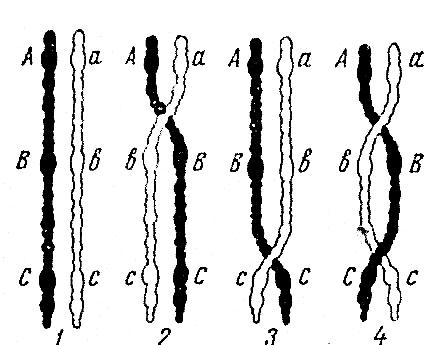 А а А а А а А а
В в в В В в в В
С с с С с С С с
1 2 3 4